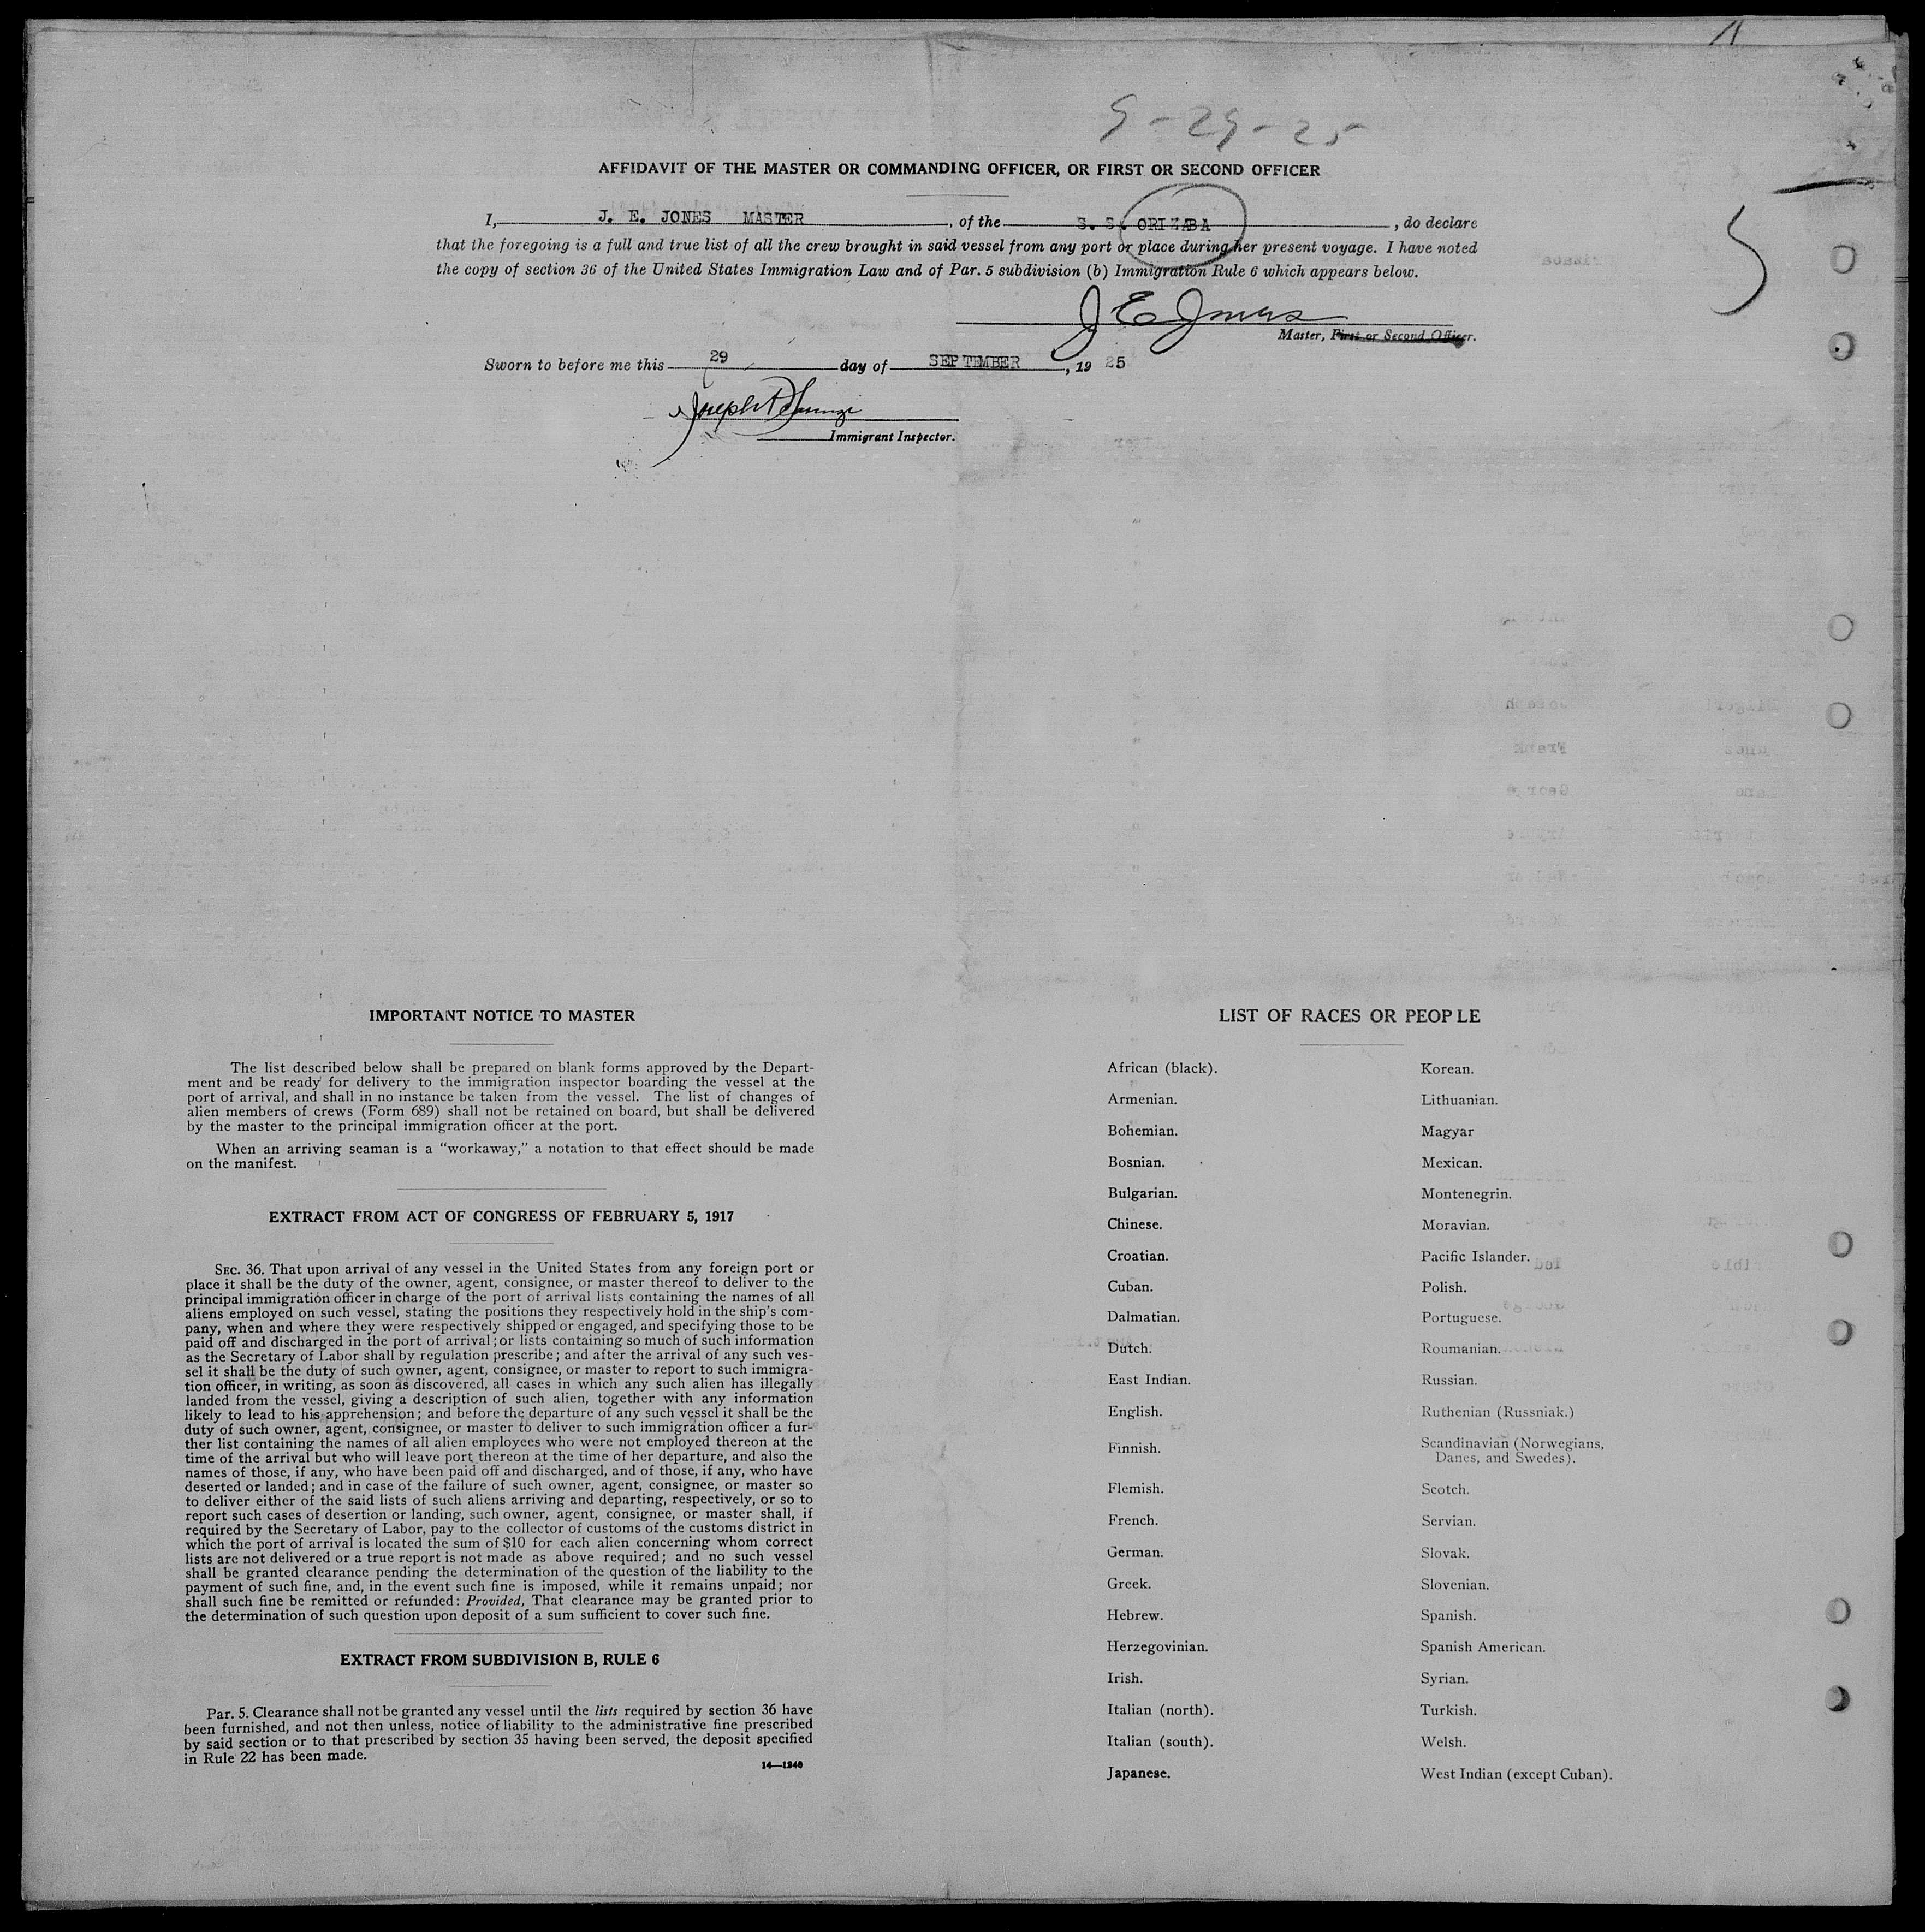 9-29-25
AFFIDAVIT OF THE MASTER OR COMMANDING OFFICER, OR FIRST OR SECOND OFFICER
I, J. E. JONES MASTER, of the S. S. ORIZABA, do declare
that the foregoing is a full and true list of all the crew brought in said vessel from any port or place during her present voyage. I have noted
the copy of section 36 of the United States Immigration Law and of Par. 5 subdivision (b) Immigration Rule 6 which appears below.
J E Jones
Master, First or Second Officer.
Sworn to before me this 29 day of SEPTEMBER, 19 25
Joseph
Immigrant Inspector.
IMPORTANT NOTICE TO MASTER
The list described below shall be prepared on blank forms approved by the Depart-
ment and be ready for delivery to the immigration inspector boarding the vessel at the
port of arrival, and shall in no instance be taken from the vessel. The list of changes of
alien members of crews (Form 689) shall not be retained on board, but shall be delivered
by the master to the principal immigration officer at the port.
When an arriving seaman is a "workaway," a notation to that effect should be made
on the manifest.
EXTRACT FROM ACT OF CONGRESS OF FEBRUARY 5, 1917
SEC. 36. That upon arrival of any vessel in the United States from any foreign port or
place it shall be the duty of the owner, agent, consignee, or master thereof to deliver to the
principal immigration officer in charge of the port of arrival lists containing the names of all
aliens employed on such vessel, stating the positions they respectively hold in the ship's com-
pany, when and where they were respectively shipped or engaged, and specifying those to be
paid off and discharged in the port of arrival; or lists containing so much of such information
as the Secretary of Labor shall by regulation prescribe; and after the arrival of any such ves-
sel it shall be the duty of such owner, agent, consignee, or master to report to such immigra-
tion officer, in writing, as soon as discovered, all cases in which any such alien has illegally
landed from the vessel, giving a description of such alien, together with any information
likely to lead to his apprehension; and before the departure of any such vessel it shall be the
duty of such owner, agent, consignee, or master to deliver to such immigration officer a fur-
ther list containing the names of all alien employees who were not employed thereon at the
time of the arrival but who will leave port thereon at the time of her departure, and also the
names of those, if any, who have been paid off and discharged, and of those, if any, who have
deserted or landed; and in case of the failure of such owner, agent, consignee, or master so
to deliver either of the said lists of such aliens arriving and departing, respectively, or so to
report such cases of desertion or landing, such owner, agent, consignee, or master shall, if
required by the Secretary of Labor, pay to the collector of customs of the customs district in
which the port of arrival is located the sum of $10 for each alien concerning whom correct
lists are not delivered or a true report is not made as above required; and no such vessel
shall be granted clearance pending the determination of the question of the liability to the
payment of such fine, and, in the event such fine is imposed, while it remains unpaid; nor
shall such fine be remitted or refunded: Provided, That clearance may be granted prior to
the determination of such question upon deposit of a sum sufficient to cover such fine.
EXTRACT FROM SUBDIVISION B, RULE 6
Par. 5. Clearance shall not be granted any vessel until the lists required by section 36 have
been furnished, and not then unless, notice of liability to the administrative fine prescribed
by said section or to that prescribed by section 35 having been served, the deposit specified
in Rule 22 has been made.
14—1240
LIST OF RACES OR PEOPLE
African (black).
Armenian.
Bohemian.
Bosnian.
Bulgarian.
Chinese.
Croatian.
Cuban.
Dalmatian.
Dutch.
East Indian.
English.
Finnish.
Flemish.
French.
German.
Greek.
Hebrew.
Herzegovinian.
Irish.
Italian (north).
Italian (south).
Japanese.
Korean.
Lithuanian.
Magyar
Mexican.
Montenegrin.
Moravian.
Pacific Islander.
Polish.
Portuguese.
Roumanian.
Russian.
Ruthenian (Russniak.)
Scandinavian (Norwegians,
Danes, and Swedes).
Scotch.
Servian.
Slovak.
Slovenian.
Spanish.
Spanish American.
Syrian.
Turkish.
Welsh.
West Indian (except Cuban).